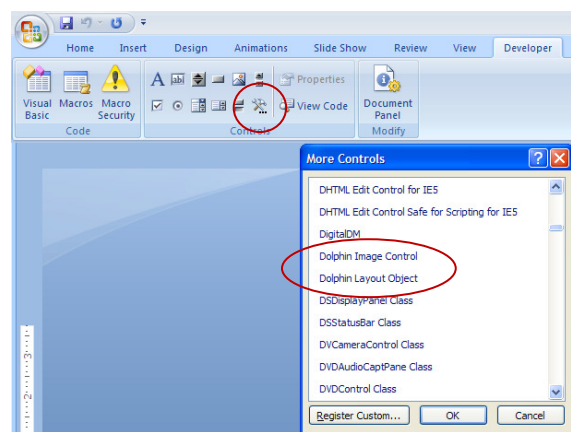 Home Insert Design Animations Slide Show Review View Developer
A ab Properties
Visual Basic Macros Macro Security View Code Document Panel
Code Controls Modify
More Controls
DHTML Edit Control for IE5
DHTML Edit Control Safe for Scripting for IE5
DigitalDM
Dolphin Image Control
Dolphin Layout Object
DSDisplayPanel Class
DSStatusBar Class
DVCameraControl Class
DVDAudioCaptPane Class
DVDControl Class
Register Custom... OK Cancel
3
2